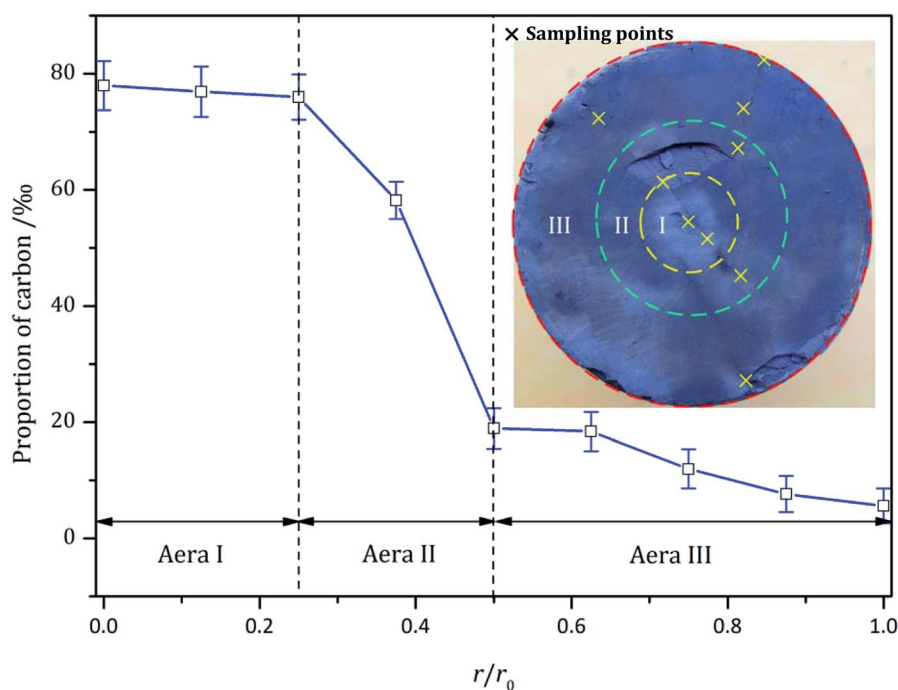 × Sampling points
Proportion of carbon /‰
80
60
40
20
0
III
II
I
Aera I
Aera II
Aera III
0.0
0.2
0.4
0.6
0.8
1.0
r/r₀